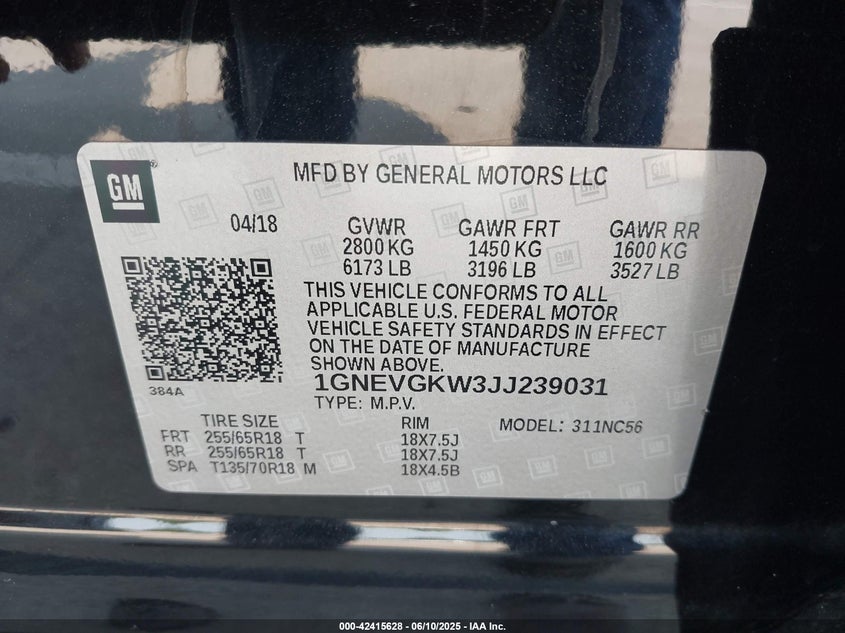 GM
MFD BY GENERAL MOTORS LLC
04/18
GVWR GAWR FRT GAWR RR
2800 KG 1450 KG 1600 KG
6173 LB 3196 LB 3527 LB
THIS VEHICLE CONFORMS TO ALL
APPLICABLE U.S. FEDERAL MOTOR
VEHICLE SAFETY STANDARDS IN EFFECT
ON THE DATE OF MANUFACTURE
SHOWN ABOVE.
384A
1GNEVGKW3JJ239031
TYPE: M.P.V.
TIRE SIZE RIM MODEL: 311NC56
FRT 255/65R18 T 18X7.5J
RR 255/65R18 T 18X7.5J
SPA T135/70R18 M 18X4.5B
000-42415628 - 06/10/2025 - IAA Inc.